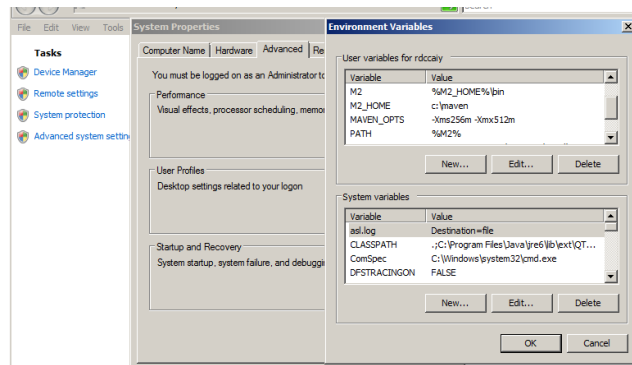 File Edit View Tools
Tasks
Device Manager
Remote settings
System protection
Advanced system settin
System Properties
Computer Name Hardware Advanced Re
You must be logged on as an Administrator to
Performance
Visual effects, processor scheduling, memo
User Profiles
Desktop settings related to your logon
Startup and Recovery
System startup, system failure, and debuggi
Environment Variables
User variables for rdccaiy
Variable Value
M2 %M2_HOME%\bin
M2_HOME c:\maven
MAVEN_OPTS -Xms256m -Xmx512m
PATH %M2%
New... Edit... Delete
System variables
Variable Value
asl.log Destination=file
CLASSPATH .;C:\Program Files\Java\jre6\lib\ext\QT...
ComSpec C:\Windows\system32\cmd.exe
DFSTRACINGON FALSE
New... Edit... Delete
OK Cancel